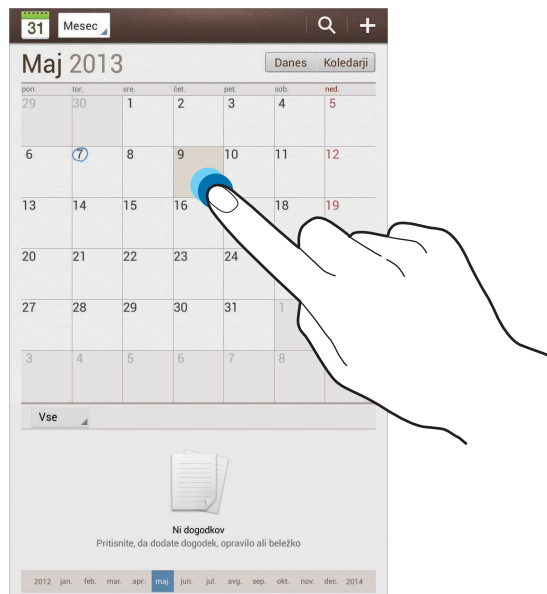 31 Mesec
Maj 2013 Danes Koledarji
pon. tor. sre. čet. pet. sob. ned.
29 30 1 2 3 4 5
6 7 8 9 10 11 12
13 14 15 16 18 19
20 21 22 23 24
27 28 29 30 31 1
3 4 5 6 7 8
Vse
Ni dogodkov
Pritisnite, da dodate dogodek, opravilo ali beležko
2012 jan. feb. mar. apr. maj. jun. jul. avg. sep. okt. nov. dec. 2014